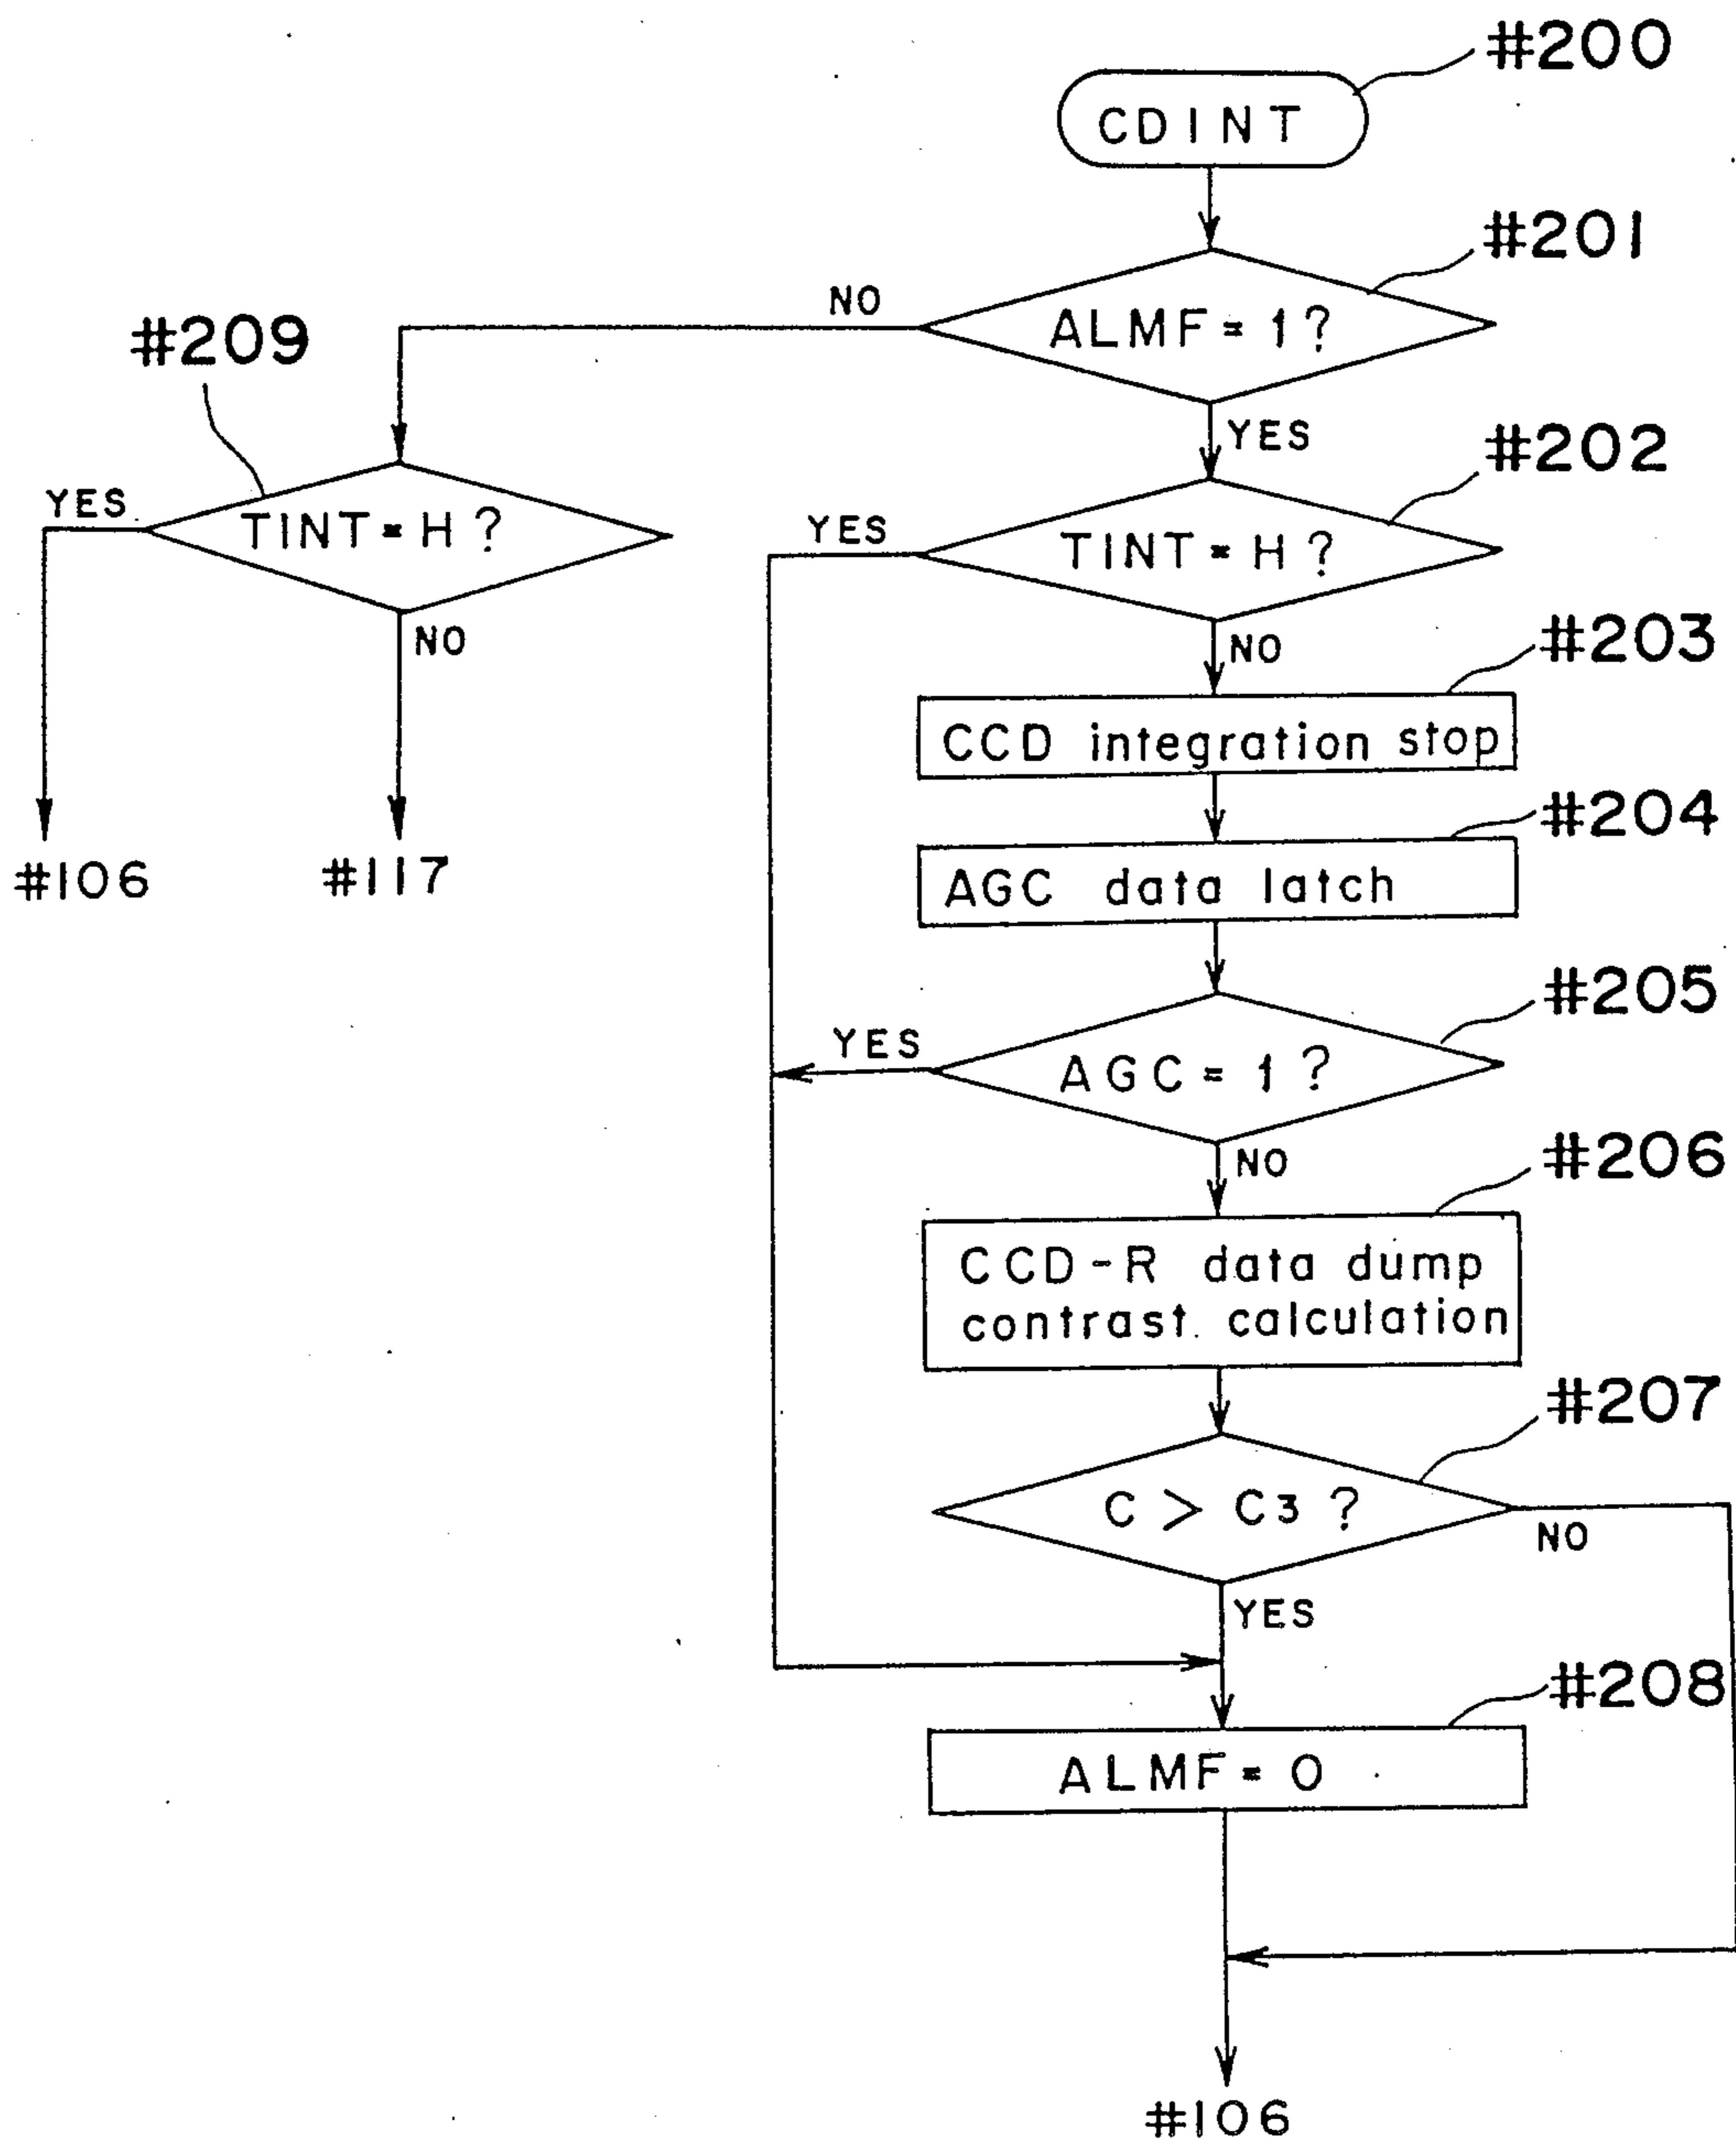 #200
CDINT
#201
ALMF = 1 ?
NO
YES
#209
TINT = H ?
YES
NO
#106
#117
#202
TINT = H ?
YES
NO
#203
CCD integration stop
#204
AGC data latch
#205
AGC = 1 ?
YES
NO
#206
CCD-R data dump
contrast calculation
#207
C > C3 ?
NO
YES
#208
ALMF = 0
#106